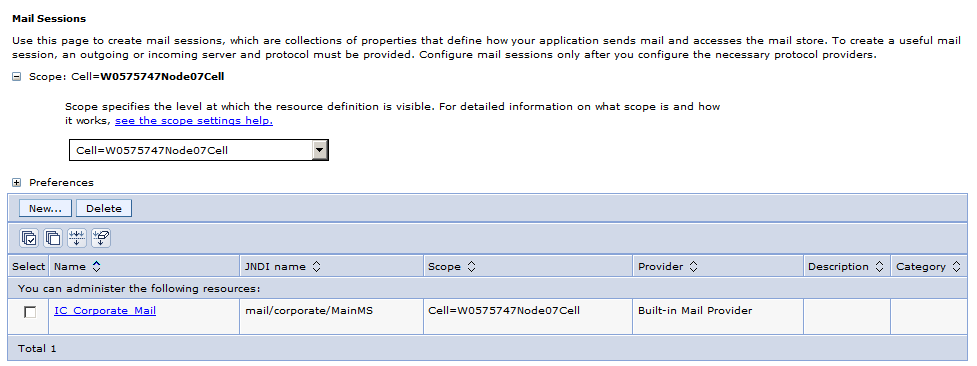 Mail Sessions
Use this page to create mail sessions, which are collections of properties that define how your application sends mail and accesses the mail store. To create a useful mail
session, an outgoing or incoming server and protocol must be provided. Configure mail sessions only after you configure the necessary protocol providers.
Scope: Cell=W0575747Node07Cell
Scope specifies the level at which the resource definition is visible. For detailed information on what scope is and how
it works, see the scope settings help.
Cell=W0575747Node07Cell
Preferences
New... Delete
Select Name JNDI name Scope Provider Description Category
You can administer the following resources:
IC Corporate Mail mail/corporate/MainMS Cell=W0575747Node07Cell Built-in Mail Provider
Total 1